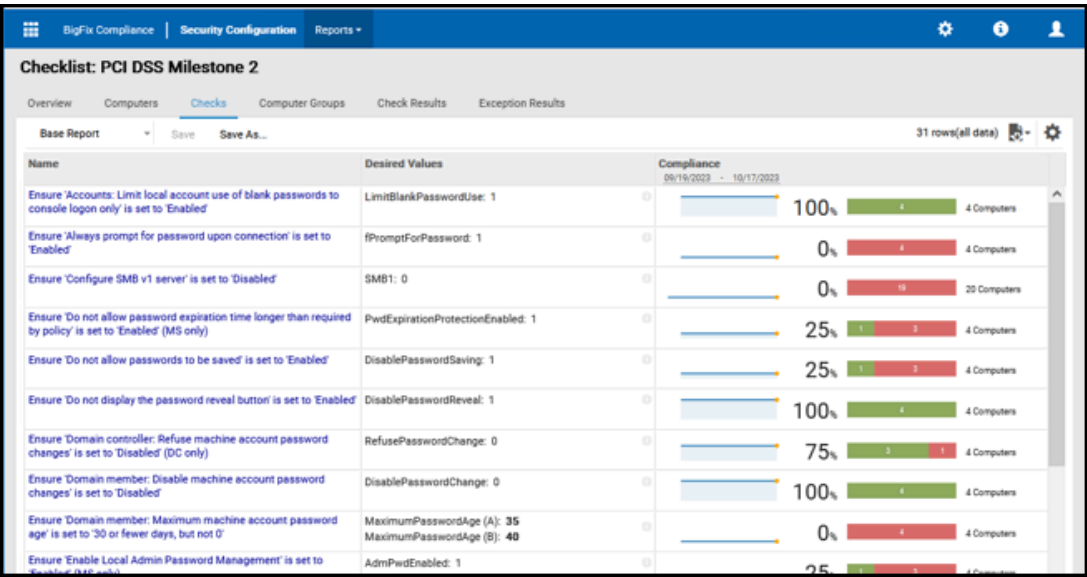 BigFix Compliance | Security Configuration Reports
Checklist: PCI DSS Milestone 2
Overview Computers Checks Computer Groups Check Results Exception Results
Base Report Save Save As... 31 rows(all data)
Name Desired Values Compliance
09/19/2023 - 10/17/2023
Ensure 'Accounts: Limit local account use of blank passwords to
console logon only' is set to 'Enabled'
LimitBlankPasswordUse: 1
100% 4 4 Computers
Ensure 'Always prompt for password upon connection' is set to
'Enabled'
fPromptForPassword: 1
0% 4 4 Computers
Ensure 'Configure SMB v1 server' is set to 'Disabled'
SMB1: 0
0% 19 20 Computers
Ensure 'Do not allow password expiration time longer than required
by policy' is set to 'Enabled' (MS only)
PwdExpirationProtectionEnabled: 1
25% 1 3 4 Computers
Ensure 'Do not allow passwords to be saved' is set to 'Enabled'
DisablePasswordSaving: 1
25% 1 3 4 Computers
Ensure 'Do not display the password reveal button' is set to 'Enabled'
DisablePasswordReveal: 1
100% 4 4 Computers
Ensure 'Domain controller: Refuse machine account password
changes' is set to 'Disabled' (DC only)
RefusePasswordChange: 0
75% 3 1 4 Computers
Ensure 'Domain member: Disable machine account password
changes' is set to 'Disabled'
DisablePasswordChange: 0
100% 4 4 Computers
Ensure 'Domain member: Maximum machine account password
age' is set to '30 or fewer days, but not 0'
MaximumPasswordAge (A): 35
MaximumPasswordAge (B): 40
0% 4 4 Computers
Ensure 'Enable Local Admin Password Management' is set to
AdmPwdEnabled: 1
25%